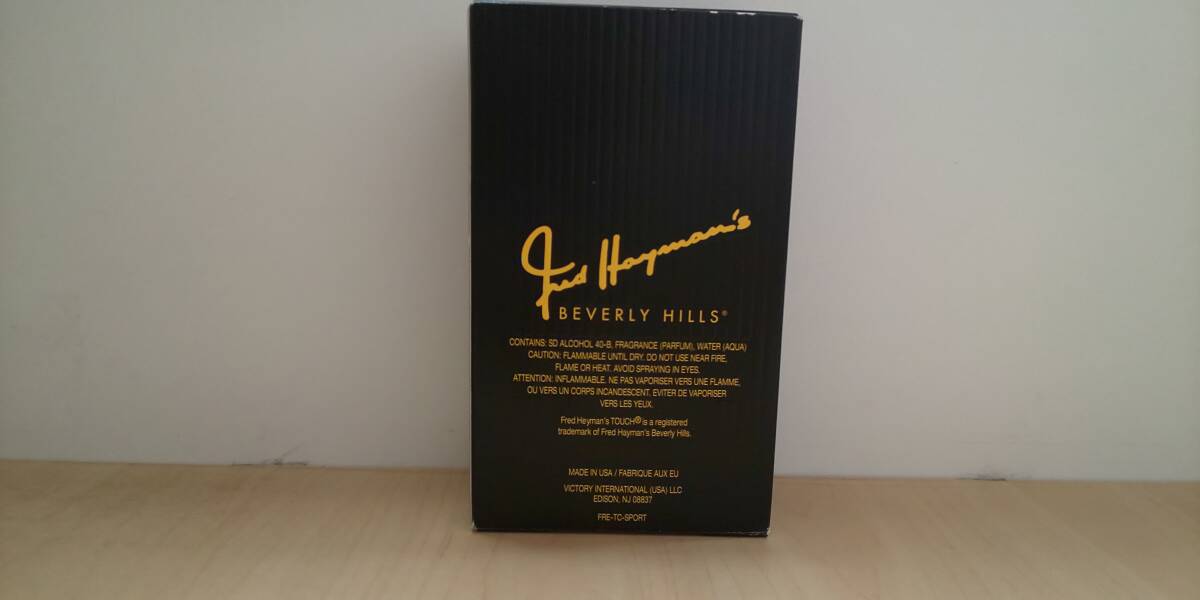 Fred Hayman's
BEVERLY HILLS®
CONTAINS: SD ALCOHOL 40-B, FRAGRANCE (PARFUM), WATER (AQUA)
CAUTION: FLAMMABLE UNTIL DRY. DO NOT USE NEAR FIRE,
FLAME OR HEAT. AVOID SPRAYING IN EYES.
ATTENTION: INFLAMMABLE. NE PAS VAPORISER VERS UNE FLAMME,
OU VERS UN CORPS INCANDESCENT. EVITER DE VAPORISER
VERS LES YEUX.
Fred Heyman's TOUCH® is a registered
trademark of Fred Hayman's Beverly Hills.
MADE IN USA / FABRIQUE AUX EU
VICTORY INTERNATIONAL (USA) LLC
EDISON, NJ 08837
FRE-TC-SPORT